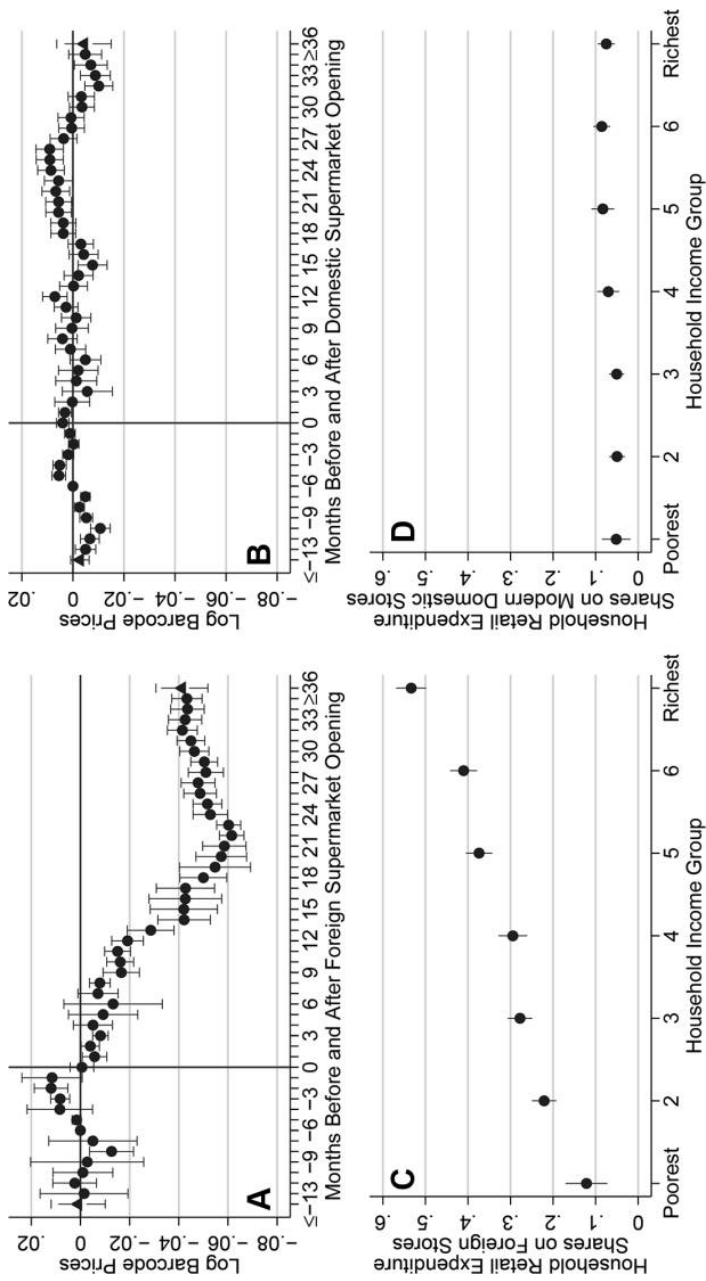 A
Log Barcode Prices
.02
0
−.02
−.04
−.06
−.08
≤−13 −9 −6 −3 0 3 6 9 12 15 18 21 24 27 30 33 ≥36
Months Before and After Foreign Supermarket Opening
B
Log Barcode Prices
.02
0
−.02
−.04
−.06
−.08
≤−13 −9 −6 −3 0 3 6 9 12 15 18 21 24 27 30 33 ≥36
Months Before and After Domestic Supermarket Opening
C
Household Retail Expenditure
Shares on Foreign Stores
.6
.5
.4
.3
.2
.1
0
Poorest 2 3 4 5 6 Richest
Household Income Group
D
Household Retail Expenditure
Shares on Modern Domestic Stores
.6
.5
.4
.3
.2
.1
0
Poorest 2 3 4 5 6 Richest
Household Income Group